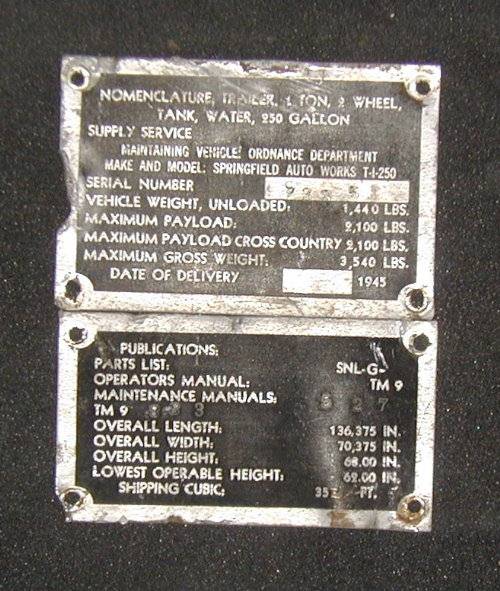 NOMENCLATURE, TRAILER, 1 TON, 2 WHEEL,
TANK, WATER, 250 GALLON
SUPPLY SERVICE
MAINTAINING VEHICLE: ORDNANCE DEPARTMENT
MAKE AND MODEL: SPRINGFIELD AUTO WORKS T-1-250
SERIAL NUMBER
VEHICLE WEIGHT, UNLOADED: 1,440 LBS.
MAXIMUM PAYLOAD: 2,100 LBS.
MAXIMUM PAYLOAD CROSS COUNTRY 2,100 LBS.
MAXIMUM GROSS WEIGHT: 3,540 LBS.
DATE OF DELIVERY 1945
PUBLICATIONS:
PARTS LIST: SNL-G-
OPERATORS MANUAL: TM 9
MAINTENANCE MANUALS:
TM 9
OVERALL LENGTH: 136,375 IN.
OVERALL WIDTH: 70,375 IN.
OVERALL HEIGHT: 68.00 IN.
LOWEST OPERABLE HEIGHT: 62.00 IN.
SHIPPING CUBIC: FT.